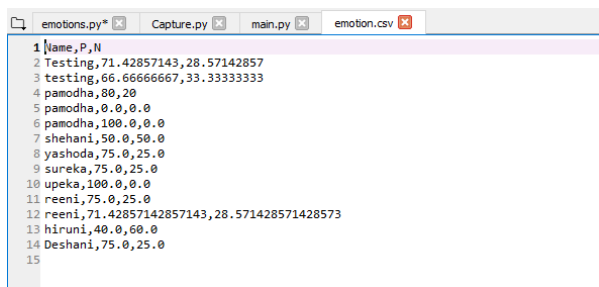 emotions.py* Capture.py main.py emotion.csv
1 Name,P,N
2 Testing,71.42857143,28.57142857
3 testing,66.66666667,33.33333333
4 pamodha,80,20
5 pamodha,0.0,0.0
6 pamodha,100.0,0.0
7 shehani,50.0,50.0
8 yashoda,75.0,25.0
9 sureka,75.0,25.0
10 upeka,100.0,0.0
11 reeni,75.0,25.0
12 reeni,71.42857142857143,28.571428571428573
13 hiruni,40.0,60.0
14 Deshani,75.0,25.0
15